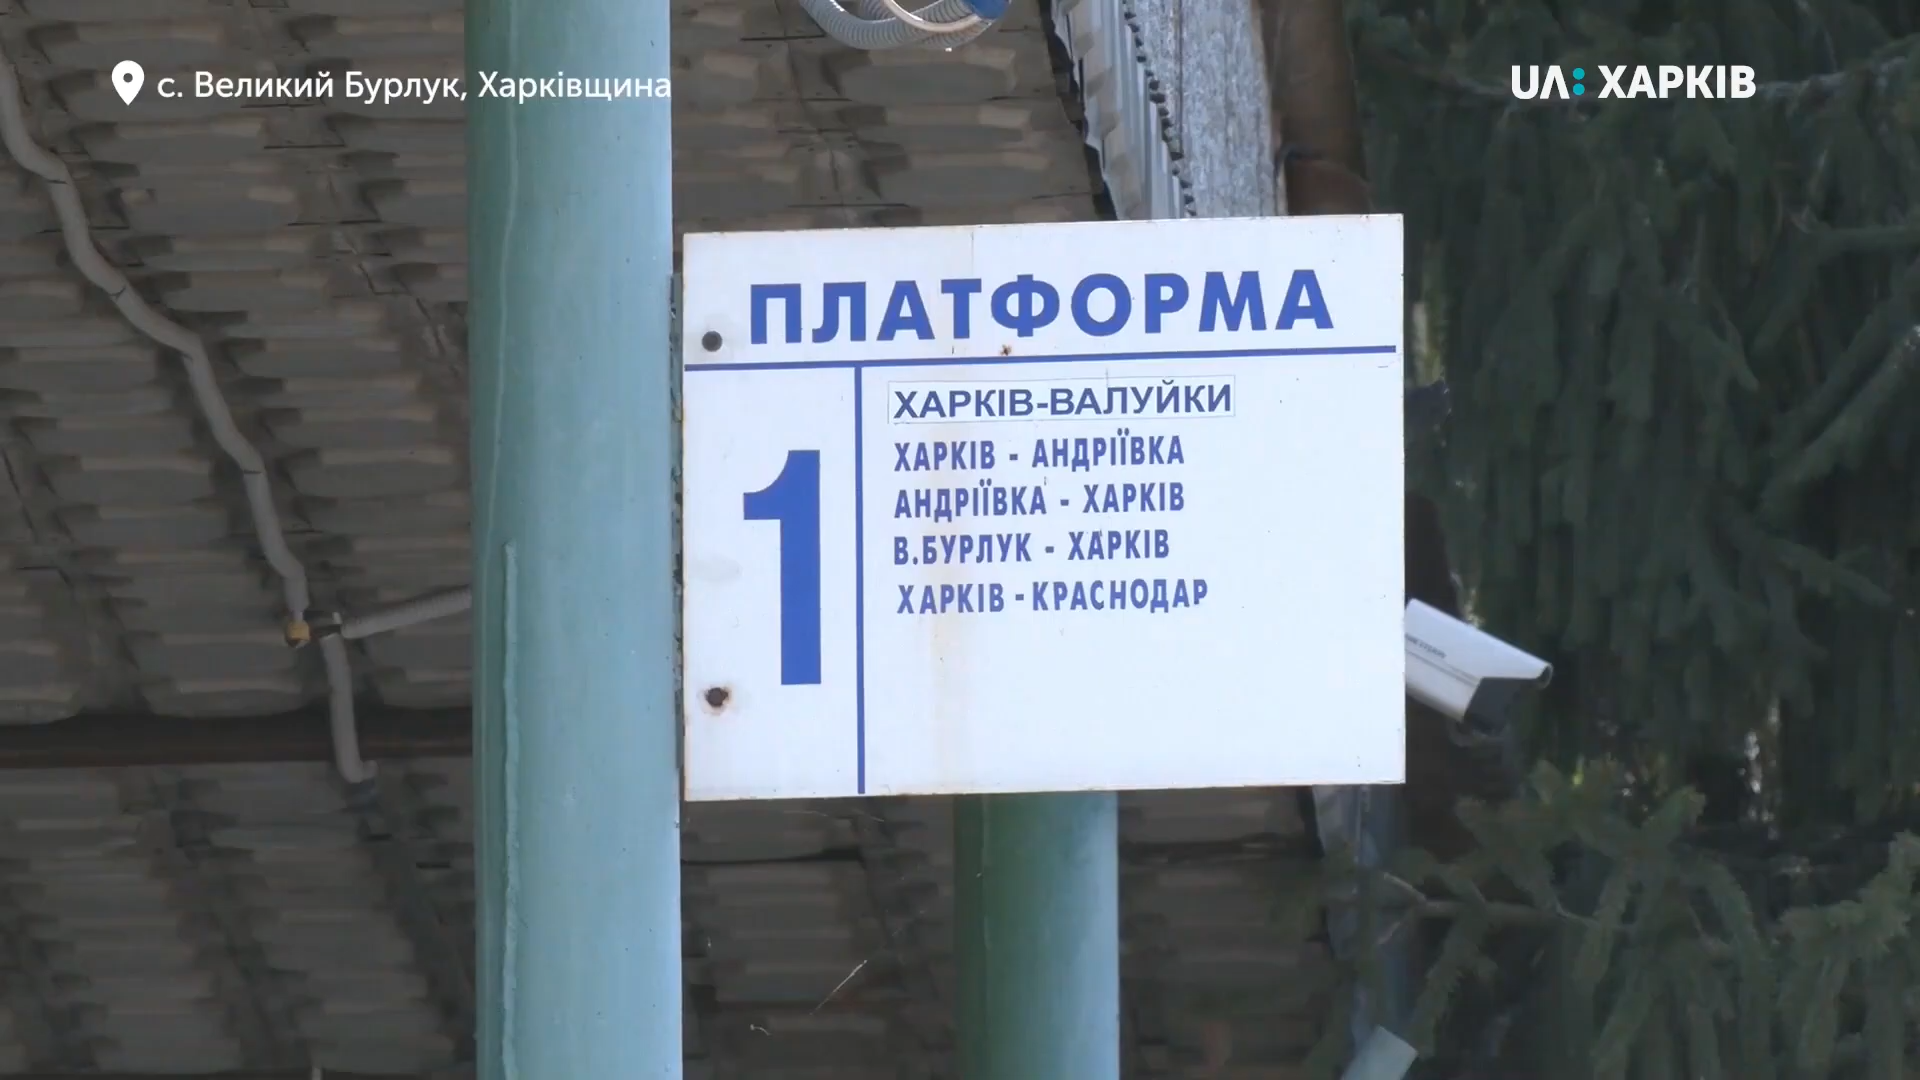 с. Великий Бурлук, Харківщина
UA: ХАРКІВ
ПЛАТФОРМА
1
ХАРКІВ-ВАЛУЙКИ
ХАРКІВ - АНДРІЇВКА
АНДРІЇВКА - ХАРКІВ
В.БУРЛУК - ХАРКІВ
ХАРКІВ - КРАСНОДАР